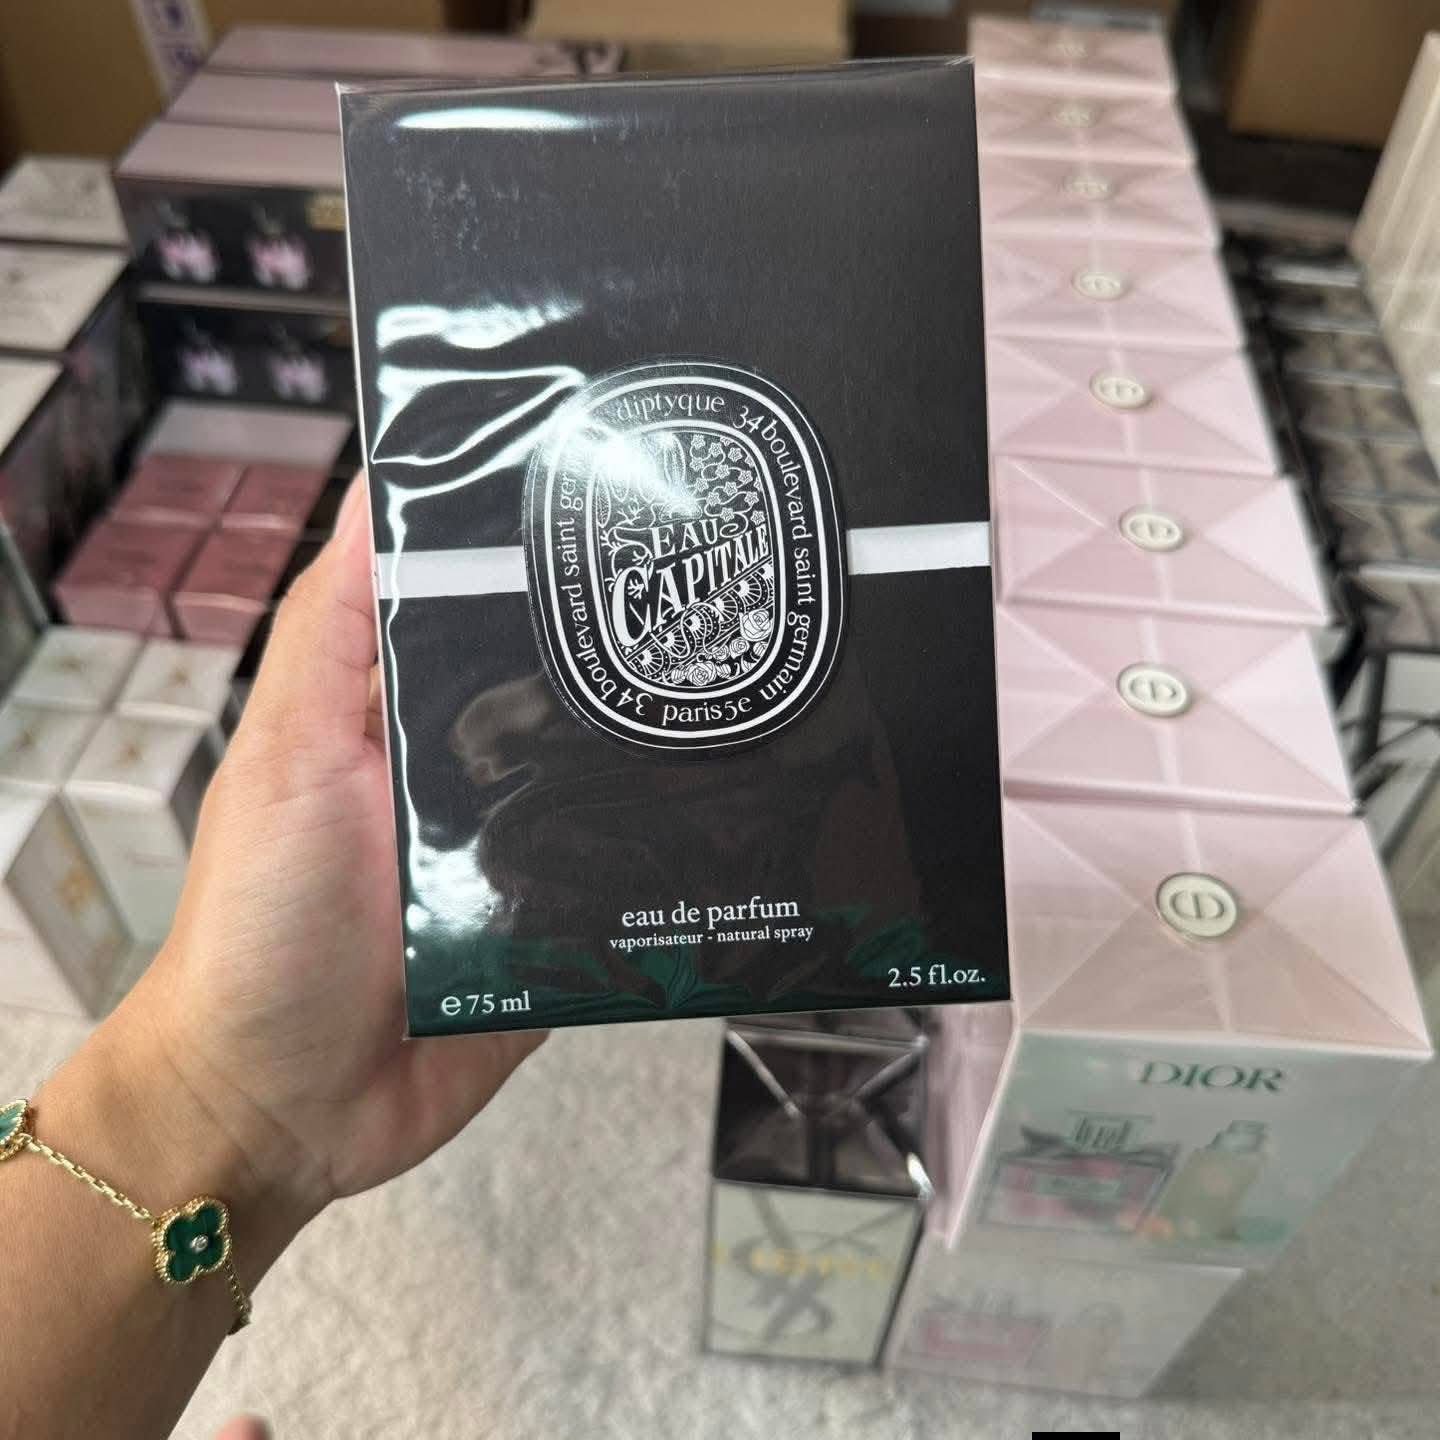 diptyque 34 boulevard saint germain paris 5e 34 boulevard saint germain
EAU
CAPITALE
eau de parfum
vaporisateur - natural spray
e 75 ml
2.5 fl.oz.
DIOR